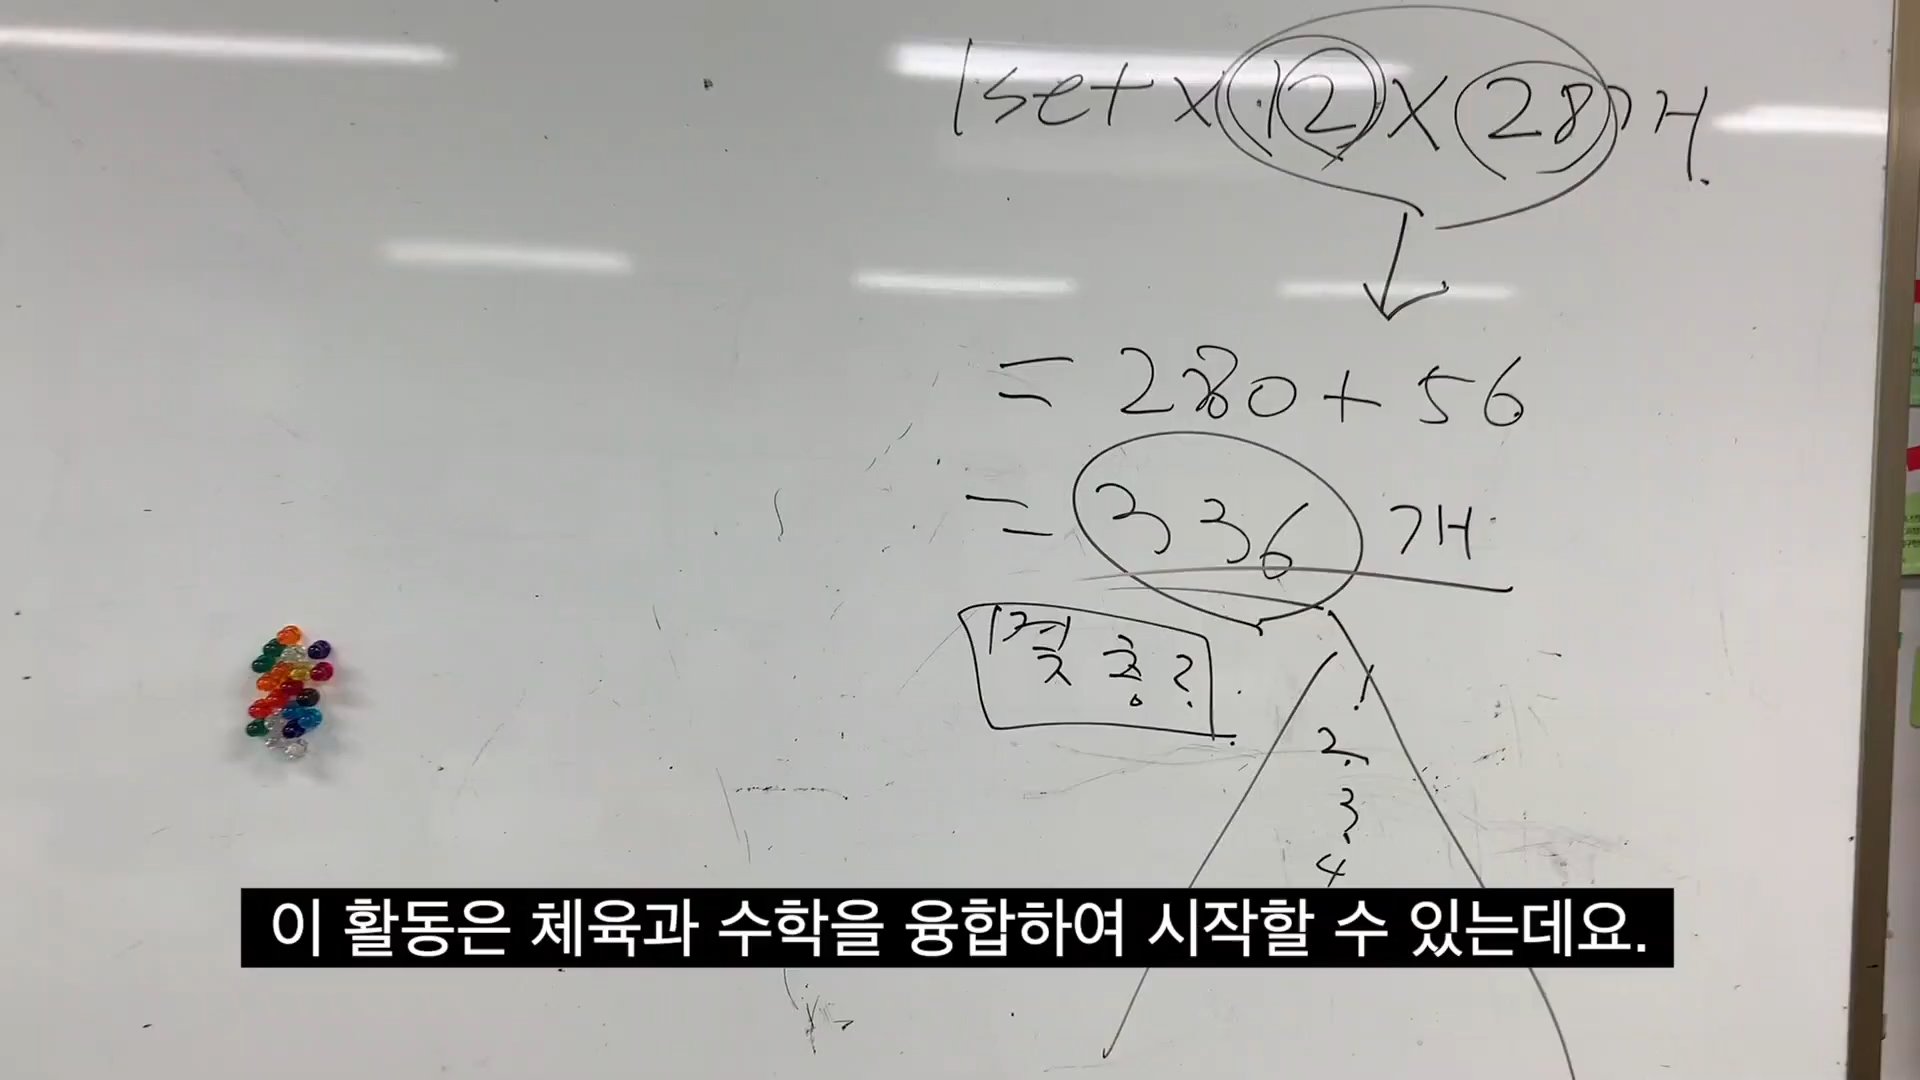 1set × 12 × 28개
= 280 + 56
= 336 개
몇 층?
1
2
3
4
이 활동은 체육과 수학을 융합하여 시작할 수 있는데요.